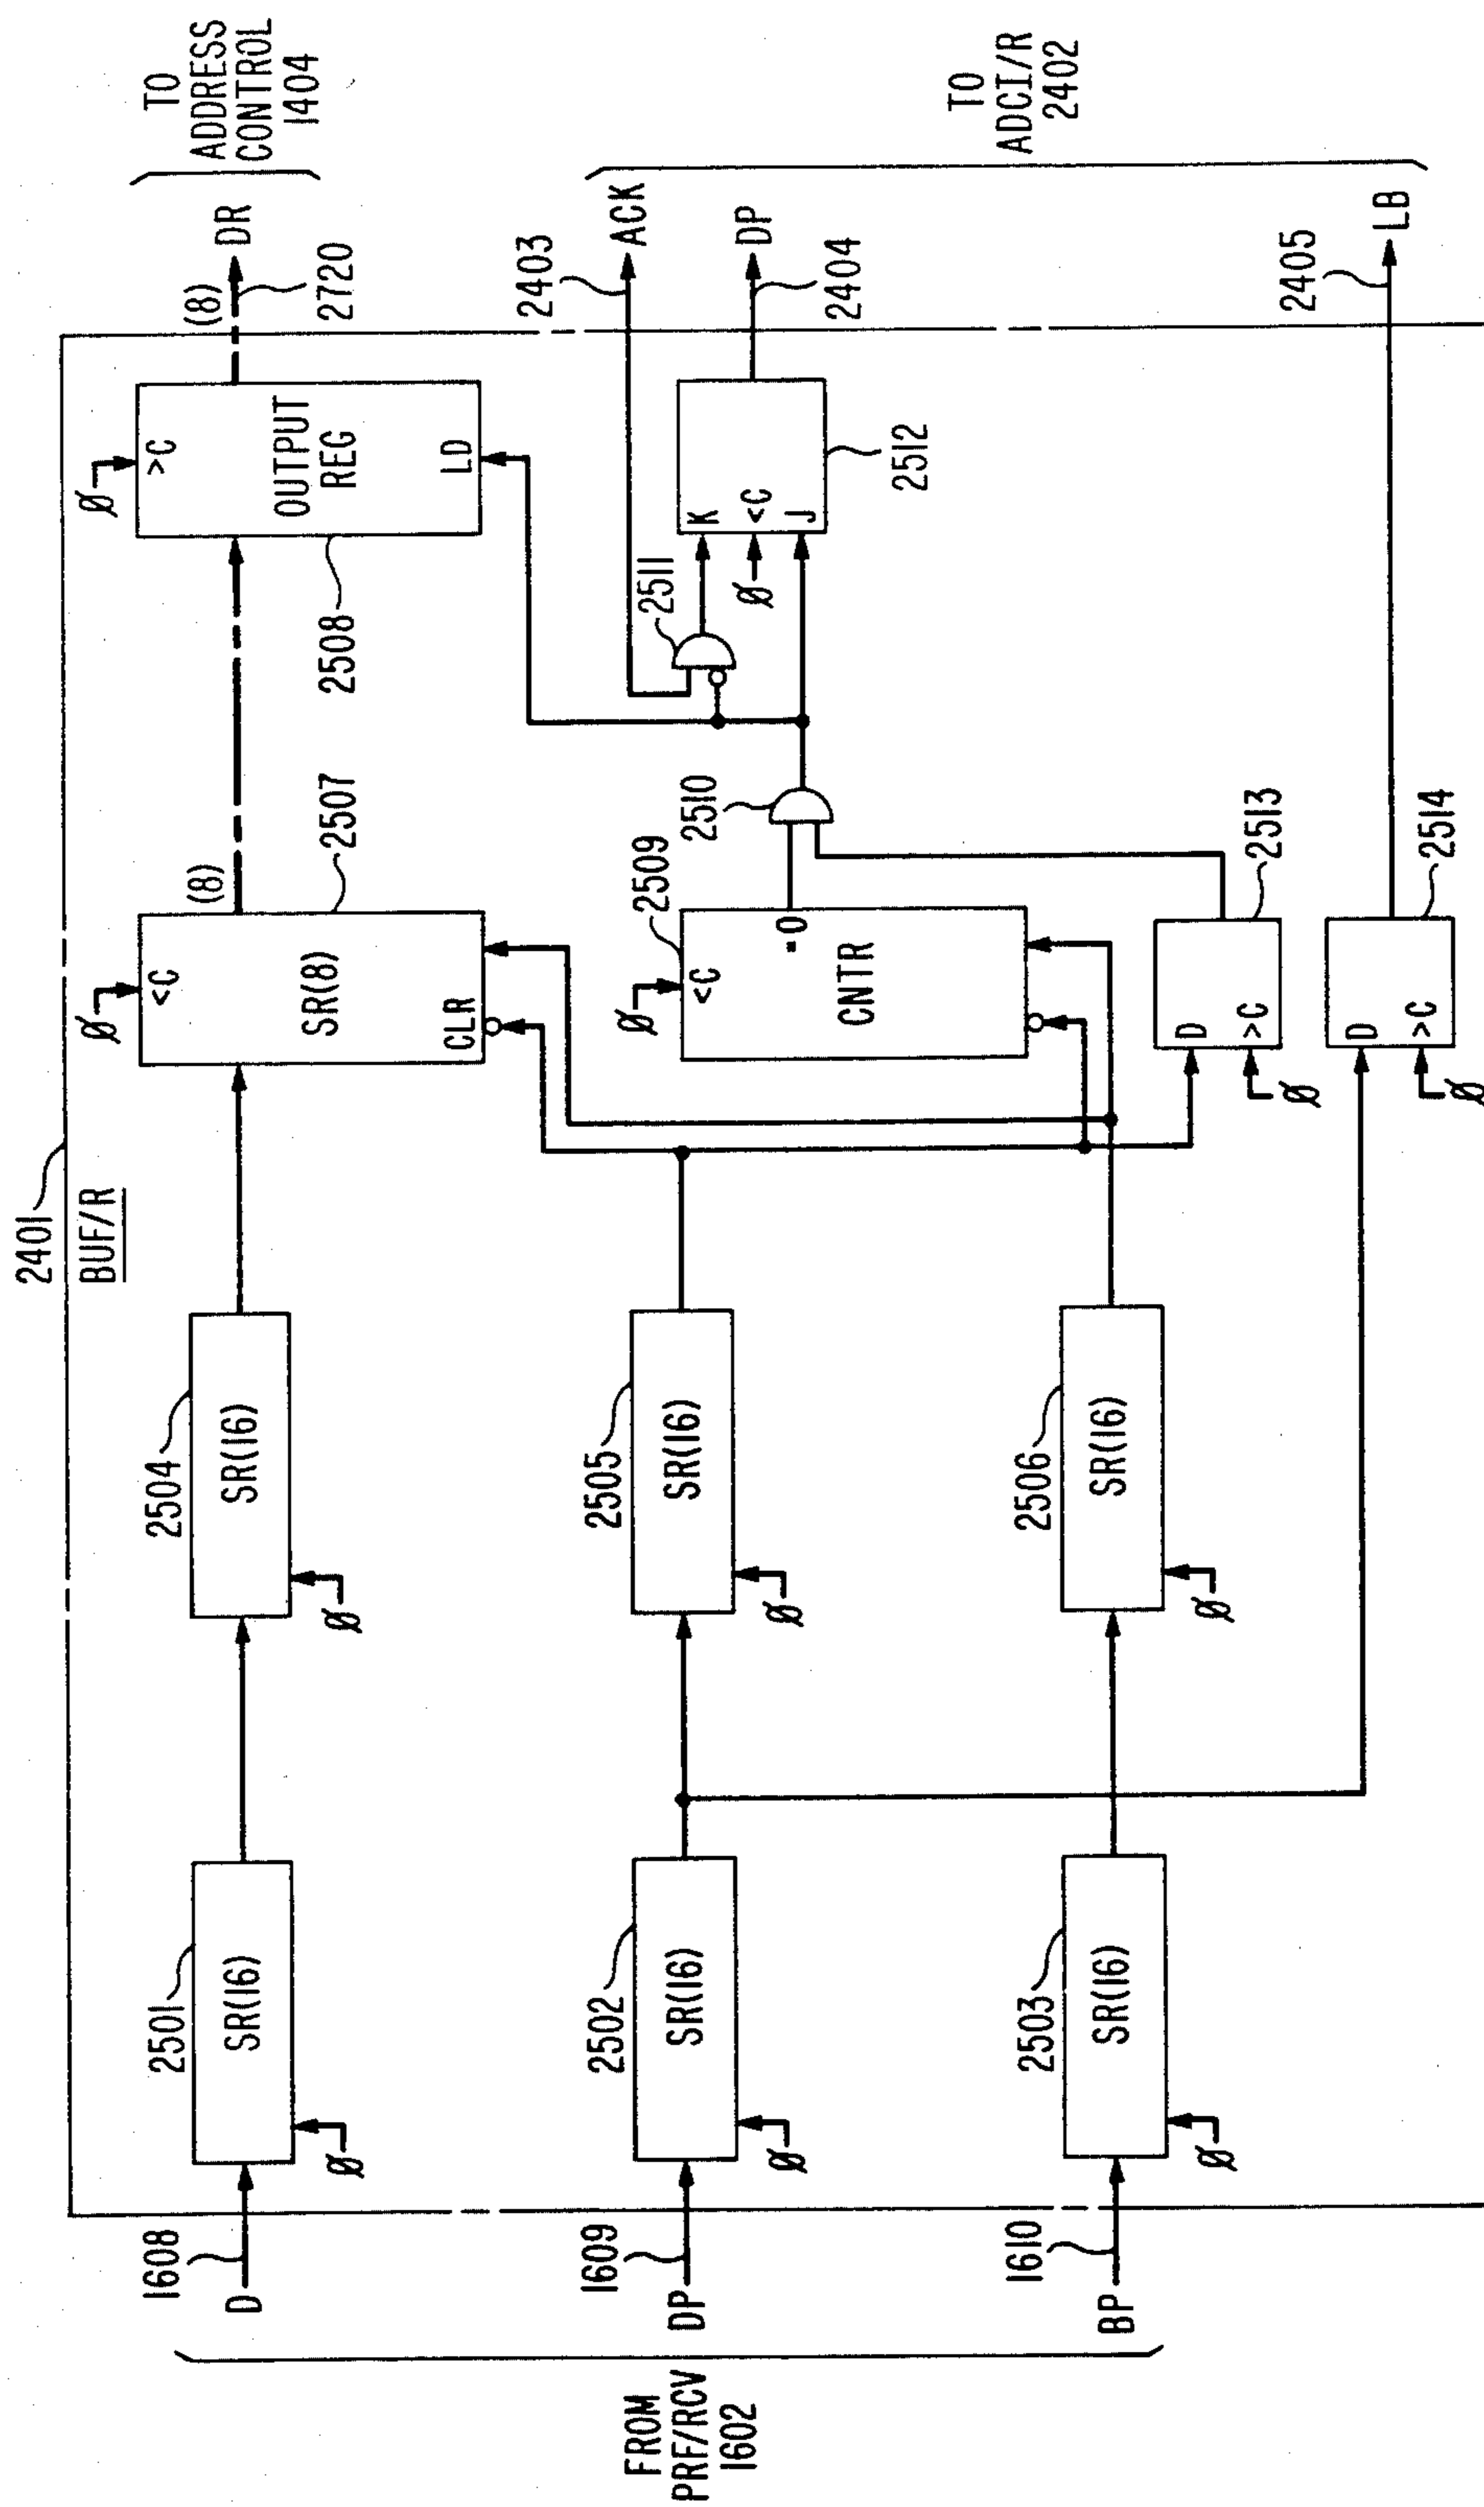 2401
BUF/R
FROM
PRF/RCV
1602
D
1608
DP
1609
BP
1610
2501
SR(16)
Ø
2502
SR(16)
Ø
2503
SR(16)
Ø
2504
SR(16)
Ø
2505
SR(16)
Ø
2506
SR(16)
Ø
Ø
<C
SR(8)
CLR
(8)
2507
Ø
<C
CNTR
=0
2509
2510
D
>C
Ø
2513
D
>C
Ø
2514
2508
Ø
>C
OUTPUT
REG
LD
2511
K
<C
J
Ø
2512
(8)
DR
2720
2403
ACK
DP
2404
2405
LB
TO
ADDRESS
CONTROL
1404
TO
ADCI/R
2402